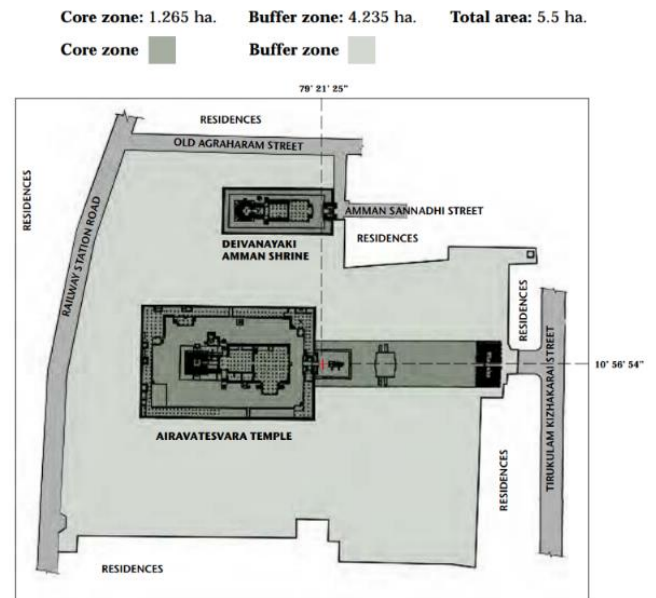 Core zone: 1.265 ha. Buffer zone: 4.235 ha. Total area: 5.5 ha.
Core zone Buffer zone
79° 21' 25"
RESIDENCES
OLD AGRAHARAM STREET
RESIDENCES
RAILWAY STATION ROAD
AMMAN SANNADHI STREET
DEIVANAYAKI
AMMAN SHRINE
RESIDENCES
RESIDENCES
TIRUKULAM KIZHAKARAI STREET
10° 56' 54"
AIRAVATESVARA TEMPLE
RESIDENCES
RESIDENCES